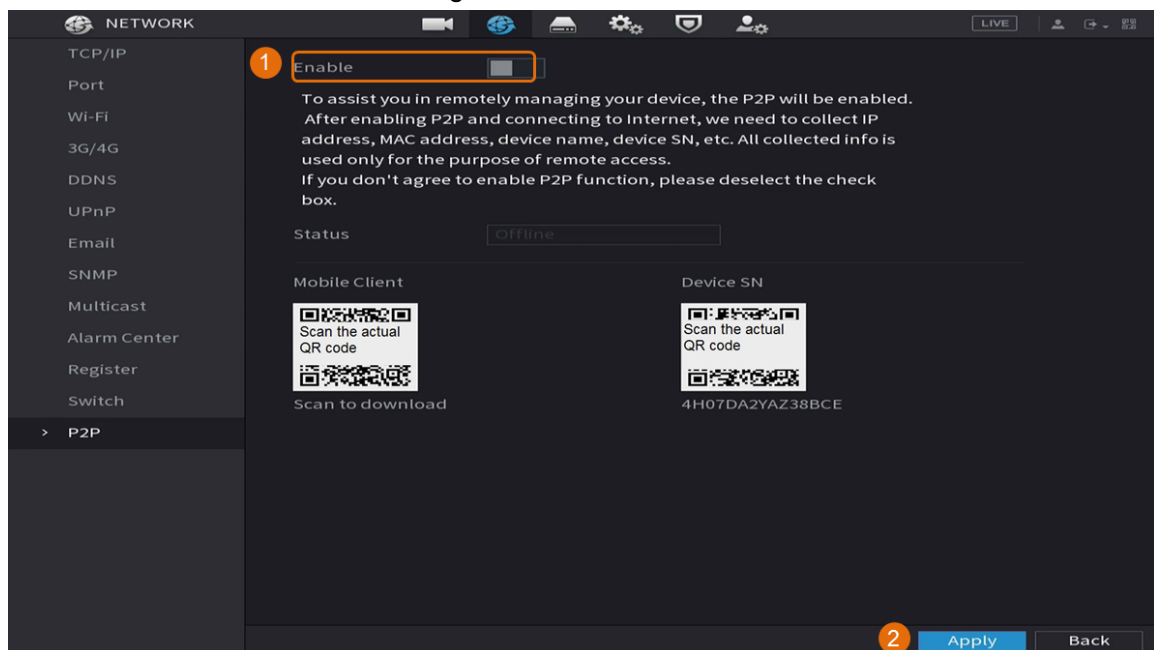 NETWORK
LIVE
TCP/IP
Port
Wi-Fi
3G/4G
DDNS
UPnP
Email
SNMP
Multicast
Alarm Center
Register
Switch
> P2P
1
Enable
To assist you in remotely managing your device, the P2P will be enabled.
After enabling P2P and connecting to Internet, we need to collect IP
address, MAC address, device name, device SN, etc. All collected info is
used only for the purpose of remote access.
If you don't agree to enable P2P function, please deselect the check
box.
Status
Offline
Mobile Client
Scan the actual
QR code
Scan to download
Device SN
Scan the actual
QR code
4H07DA2YAZ38BCE
2
Apply
Back